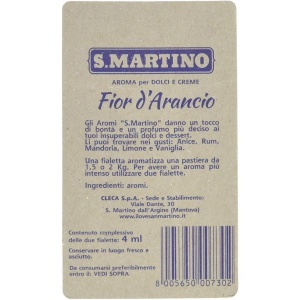 S.MARTINO
AROMA per DOLCI E CREME
Fior d'Arancio
Gli Aromi "S.Martino" danno un tocco
di bontà e un profumo più deciso ai
tuoi insuperabili dolci e dessert.
Li puoi trovare nei gusti: Anice, Rum,
Mandorla, Limone e Vaniglia.
Una fialetta aromatizza una pastiera da
1,5 o 2 Kg. Per avere un aroma più
intenso utilizzare due fialette.
Ingredienti: aromi.
CLECA S.p.A. - Sede e Stabilimento:
Viale Dante, 30
S. Martino dall'Argine (Mantova)
www.ilovesanmartino.it
Contenuto complessivo
delle due fialette: 4 ml
Conservare in luogo fresco e
asciutto.
Da consumarsi preferibilmente
entro il: VEDI SOPRA
8 005650 007302